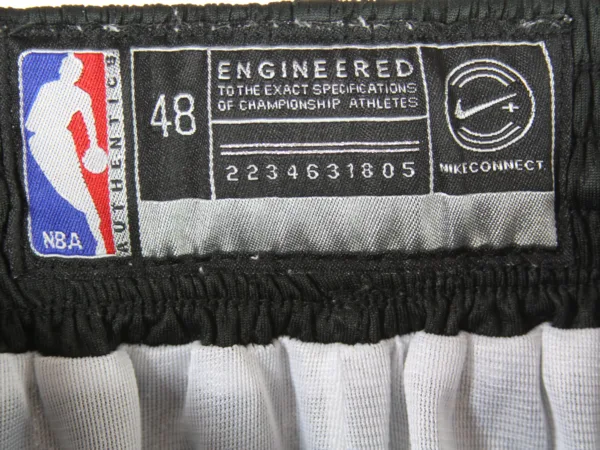 NBA
AUTHENTICS
48
ENGINEERED
TO THE EXACT SPECIFICATIONS
OF CHAMPIONSHIP ATHLETES
2234631805
NIKECONNECT.